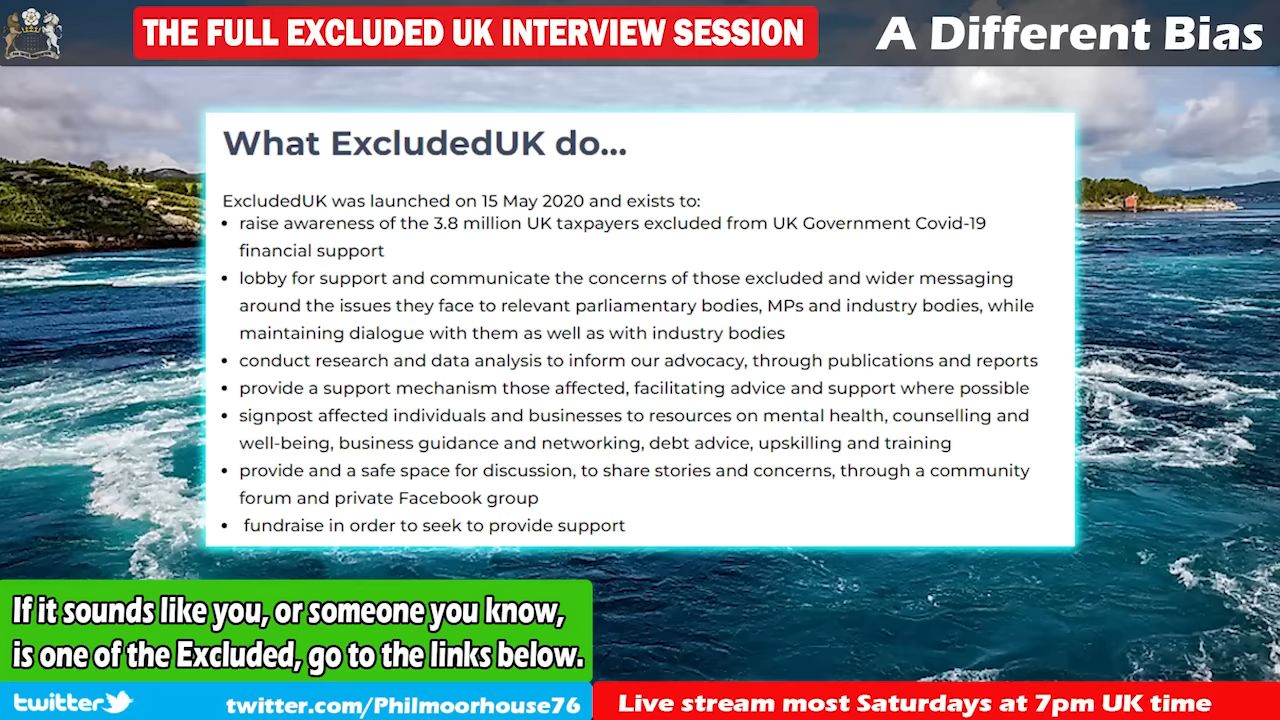 THE FULL EXCLUDED UK INTERVIEW SESSION
A Different Bias
What ExcludedUK do...
ExcludedUK was launched on 15 May 2020 and exists to:
• raise awareness of the 3.8 million UK taxpayers excluded from UK Government Covid-19
financial support
• lobby for support and communicate the concerns of those excluded and wider messaging
around the issues they face to relevant parliamentary bodies, MPs and industry bodies, while
maintaining dialogue with them as well as with industry bodies
• conduct research and data analysis to inform our advocacy, through publications and reports
• provide a support mechanism those affected, facilitating advice and support where possible
• signpost affected individuals and businesses to resources on mental health, counselling and
well-being, business guidance and networking, debt advice, upskilling and training
• provide and a safe space for discussion, to share stories and concerns, through a community
forum and private Facebook group
• fundraise in order to seek to provide support
If it sounds like you, or someone you know,
is one of the Excluded, go to the links below.
twitter
twitter.com/Philmoorhouse76
Live stream most Saturdays at 7pm UK time